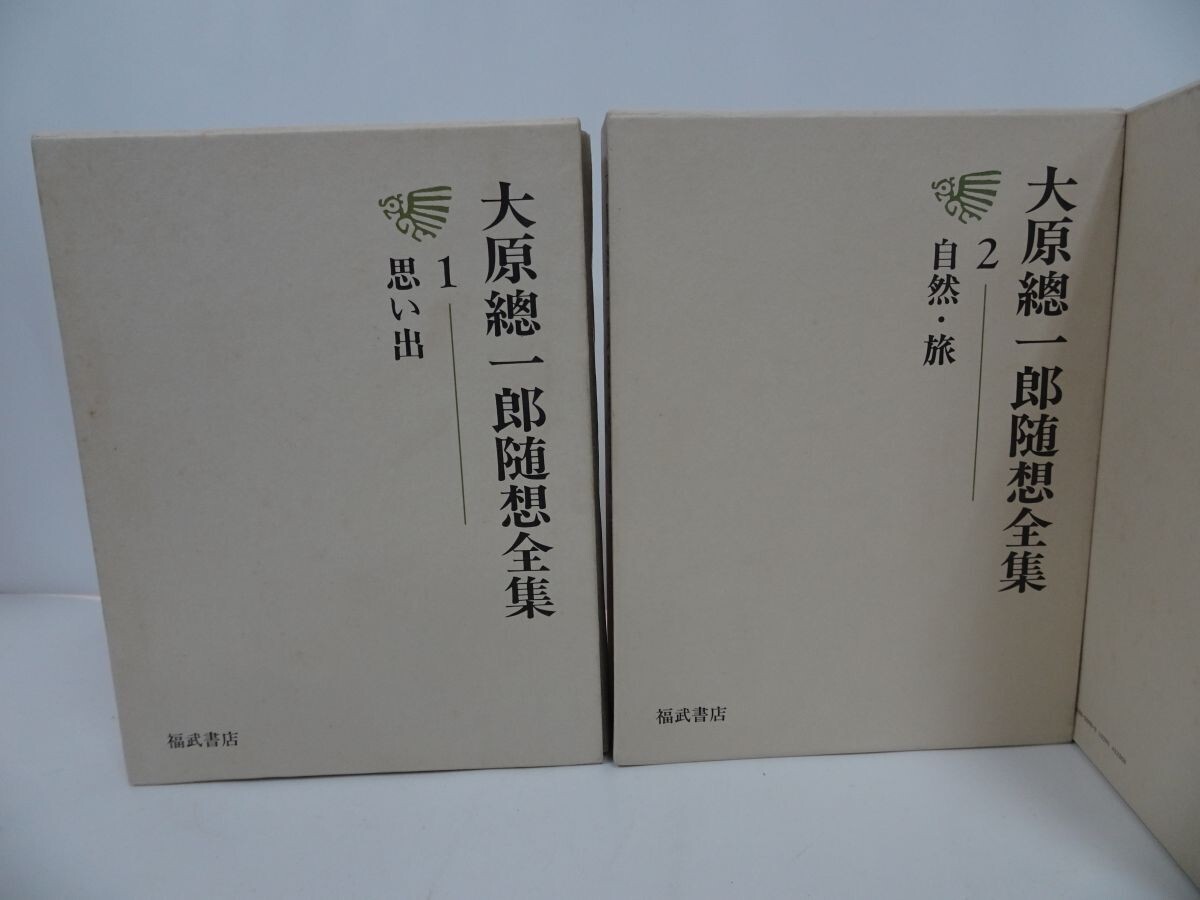 大原總一郎随想全集
1
思い出
福武書店
大原總一郎随想全集
2
自然・旅
福武書店